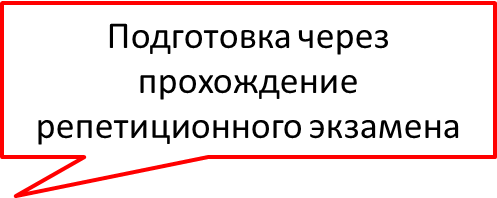 Подготовка через
прохождение
репетиционного экзамена